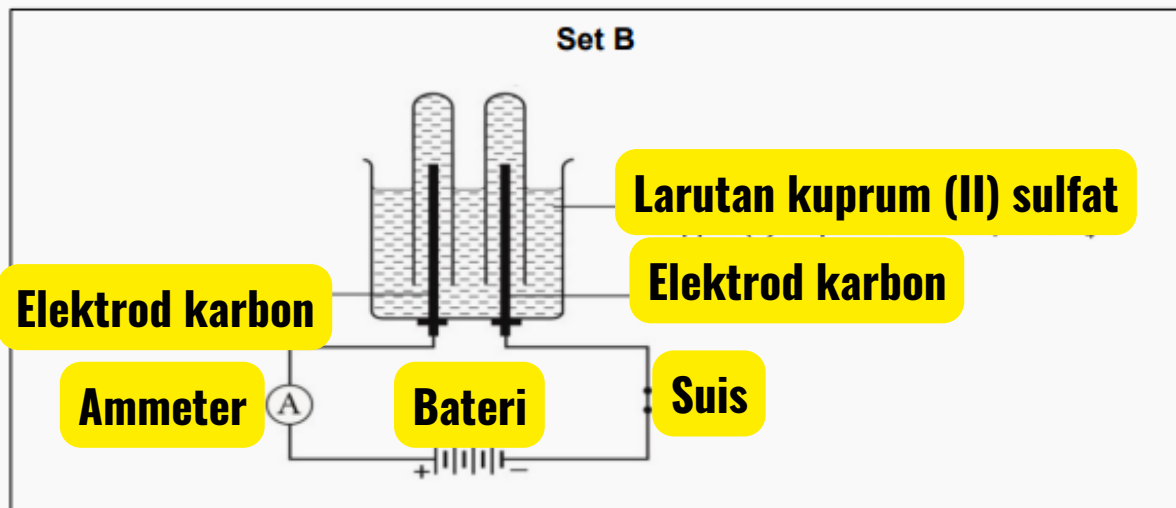 Set B
Larutan kuprum (II) sulfat
Elektrod karbon
Elektrod karbon
Ammeter
A
Bateri
Suis
+
−